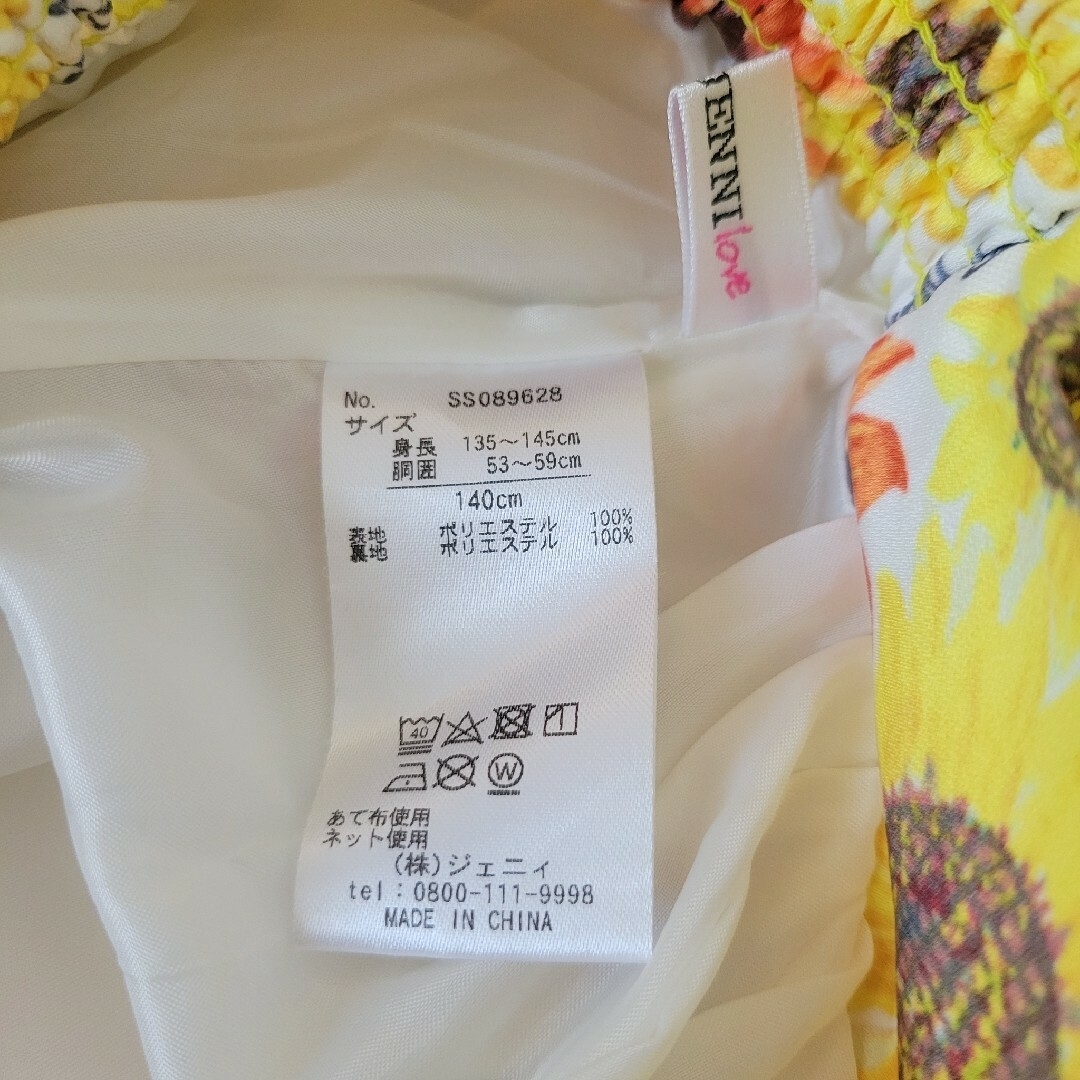 ENNI
love
No. SS089628
サイズ
身長 135〜145cm
胴囲 53〜59cm
140cm
表地 ポリエステル 100%
裏地 ポリエステル 100%
40
W
あて布使用
ネット使用
(株)ジェニィ
tel:0800-111-9998
MADE IN CHINA